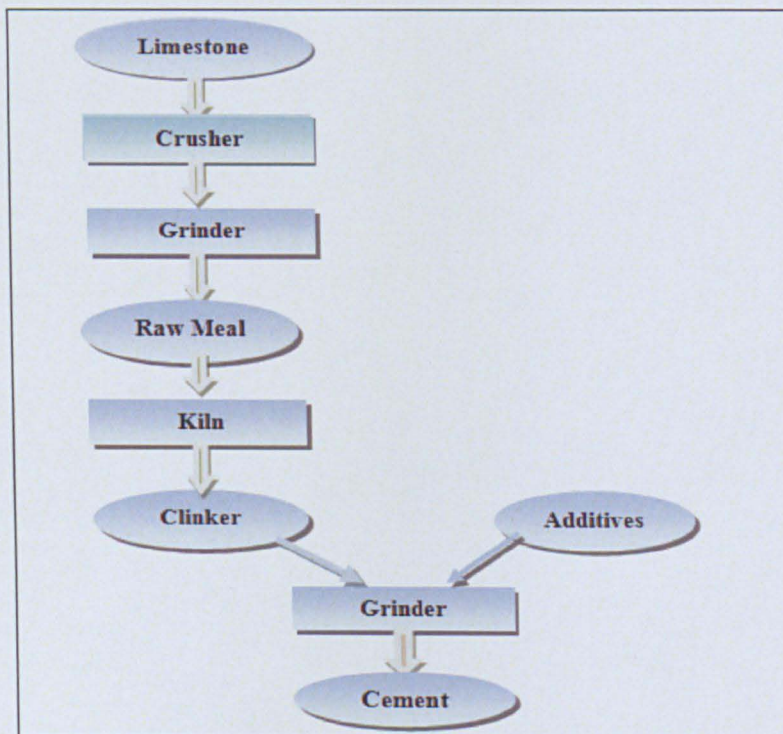 Limestone
Crusher
Grinder
Raw Meal
Kiln
Clinker
Additives
Grinder
Cement